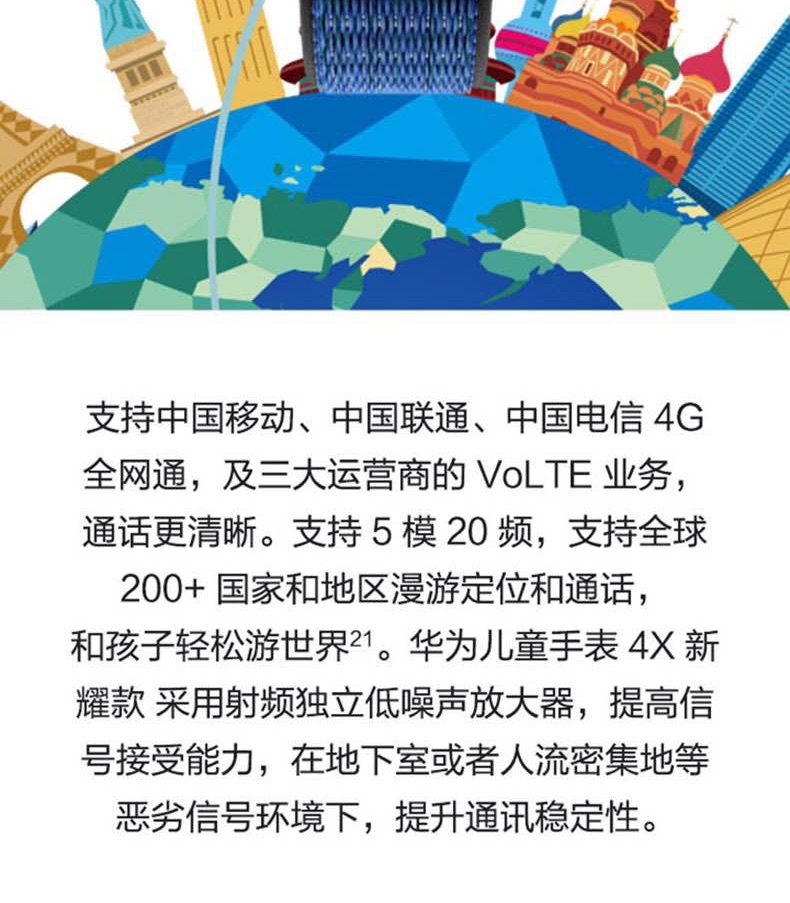 支持中国移动、中国联通、中国电信 4G
全网通，及三大运营商的 VoLTE 业务，
通话更清晰。支持 5 模 20 频，支持全球
200+ 国家和地区漫游定位和通话，
和孩子轻松游世界21。华为儿童手表 4X 新
耀款 采用射频独立低噪声放大器，提高信
号接受能力，在地下室或者人流密集地等
恶劣信号环境下，提升通讯稳定性。